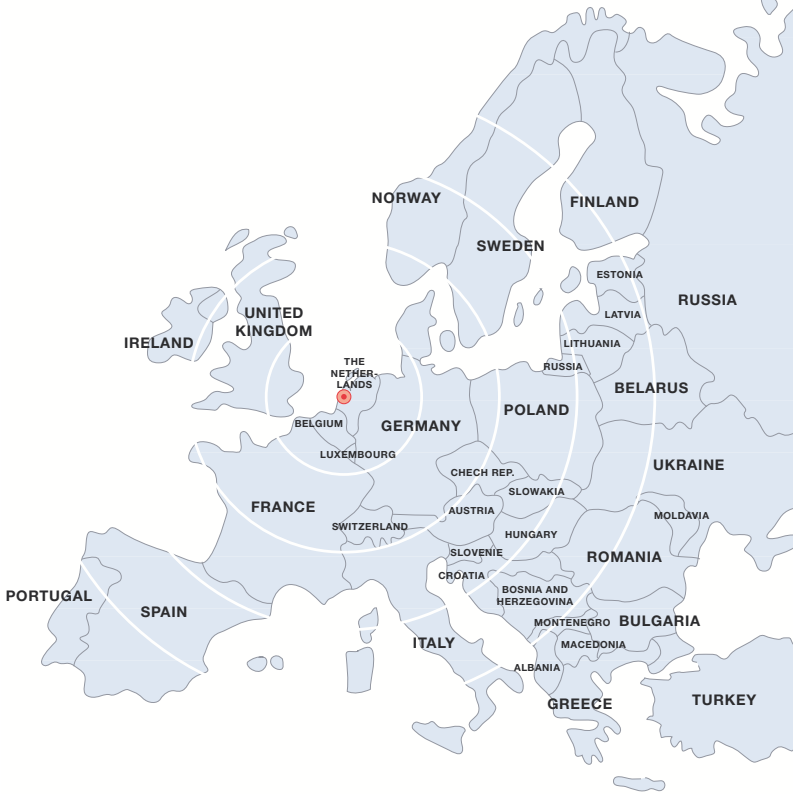 NORWAY
FINLAND
SWEDEN
ESTONIA
RUSSIA
LATVIA
UNITED
KINGDOM
IRELAND
LITHUANIA
THE
NETHER-
LANDS
RUSSIA
BELARUS
POLAND
BELGIUM
GERMANY
LUXEMBOURG
UKRAINE
CHECH REP.
SLOWAKIA
FRANCE
AUSTRIA
MOLDAVIA
SWITZERLAND
HUNGARY
SLOVENIE
ROMANIA
CROATIA
BOSNIA AND
HERZEGOVINA
PORTUGAL
SPAIN
MONTENEGRO
BULGARIA
ITALY
MACEDONIA
ALBANIA
GREECE
TURKEY